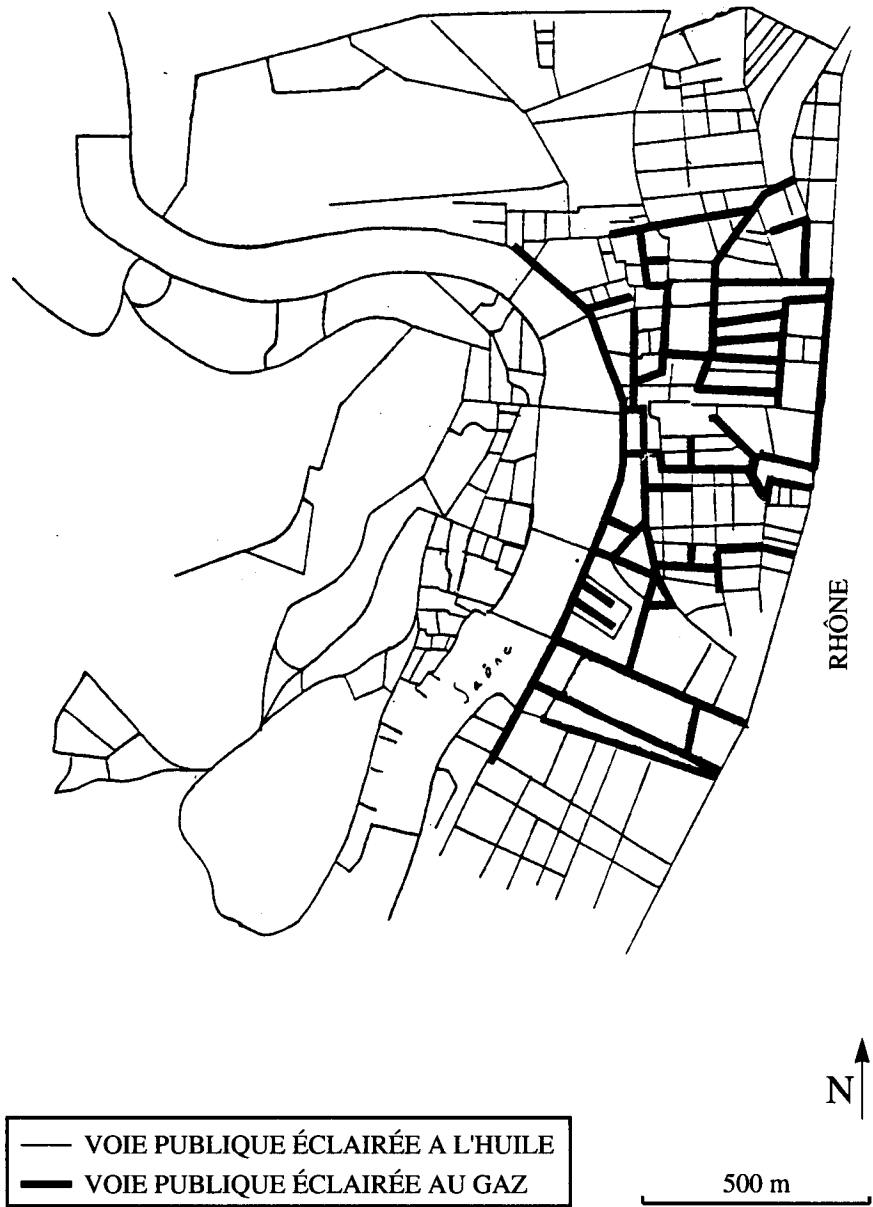 Saône
RHÔNE
N
VOIE PUBLIQUE ÉCLAIRÉE A L'HUILE
VOIE PUBLIQUE ÉCLAIRÉE AU GAZ
500 m